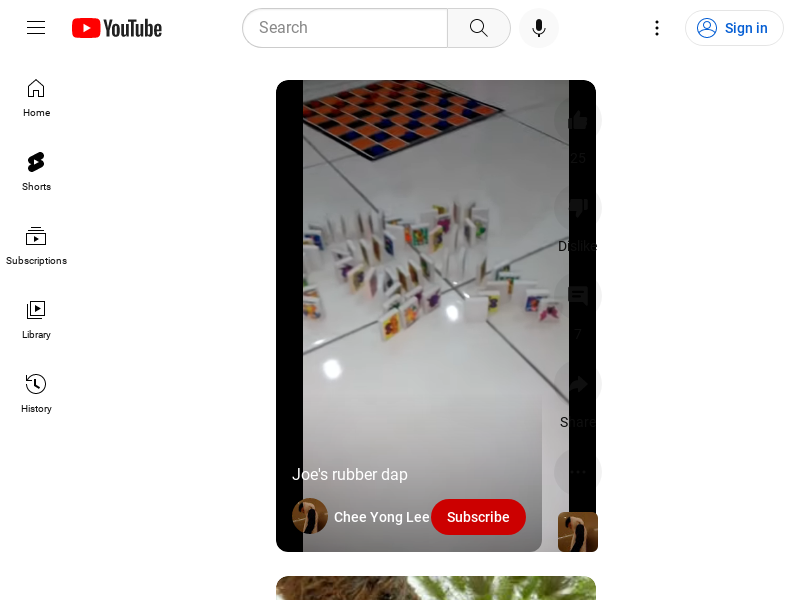 YouTube
Search
Sign in
Home
Shorts
Subscriptions
Library
History
25
Dislike
7
Share
Joe's rubber dap
Chee Yong Lee
Subscribe